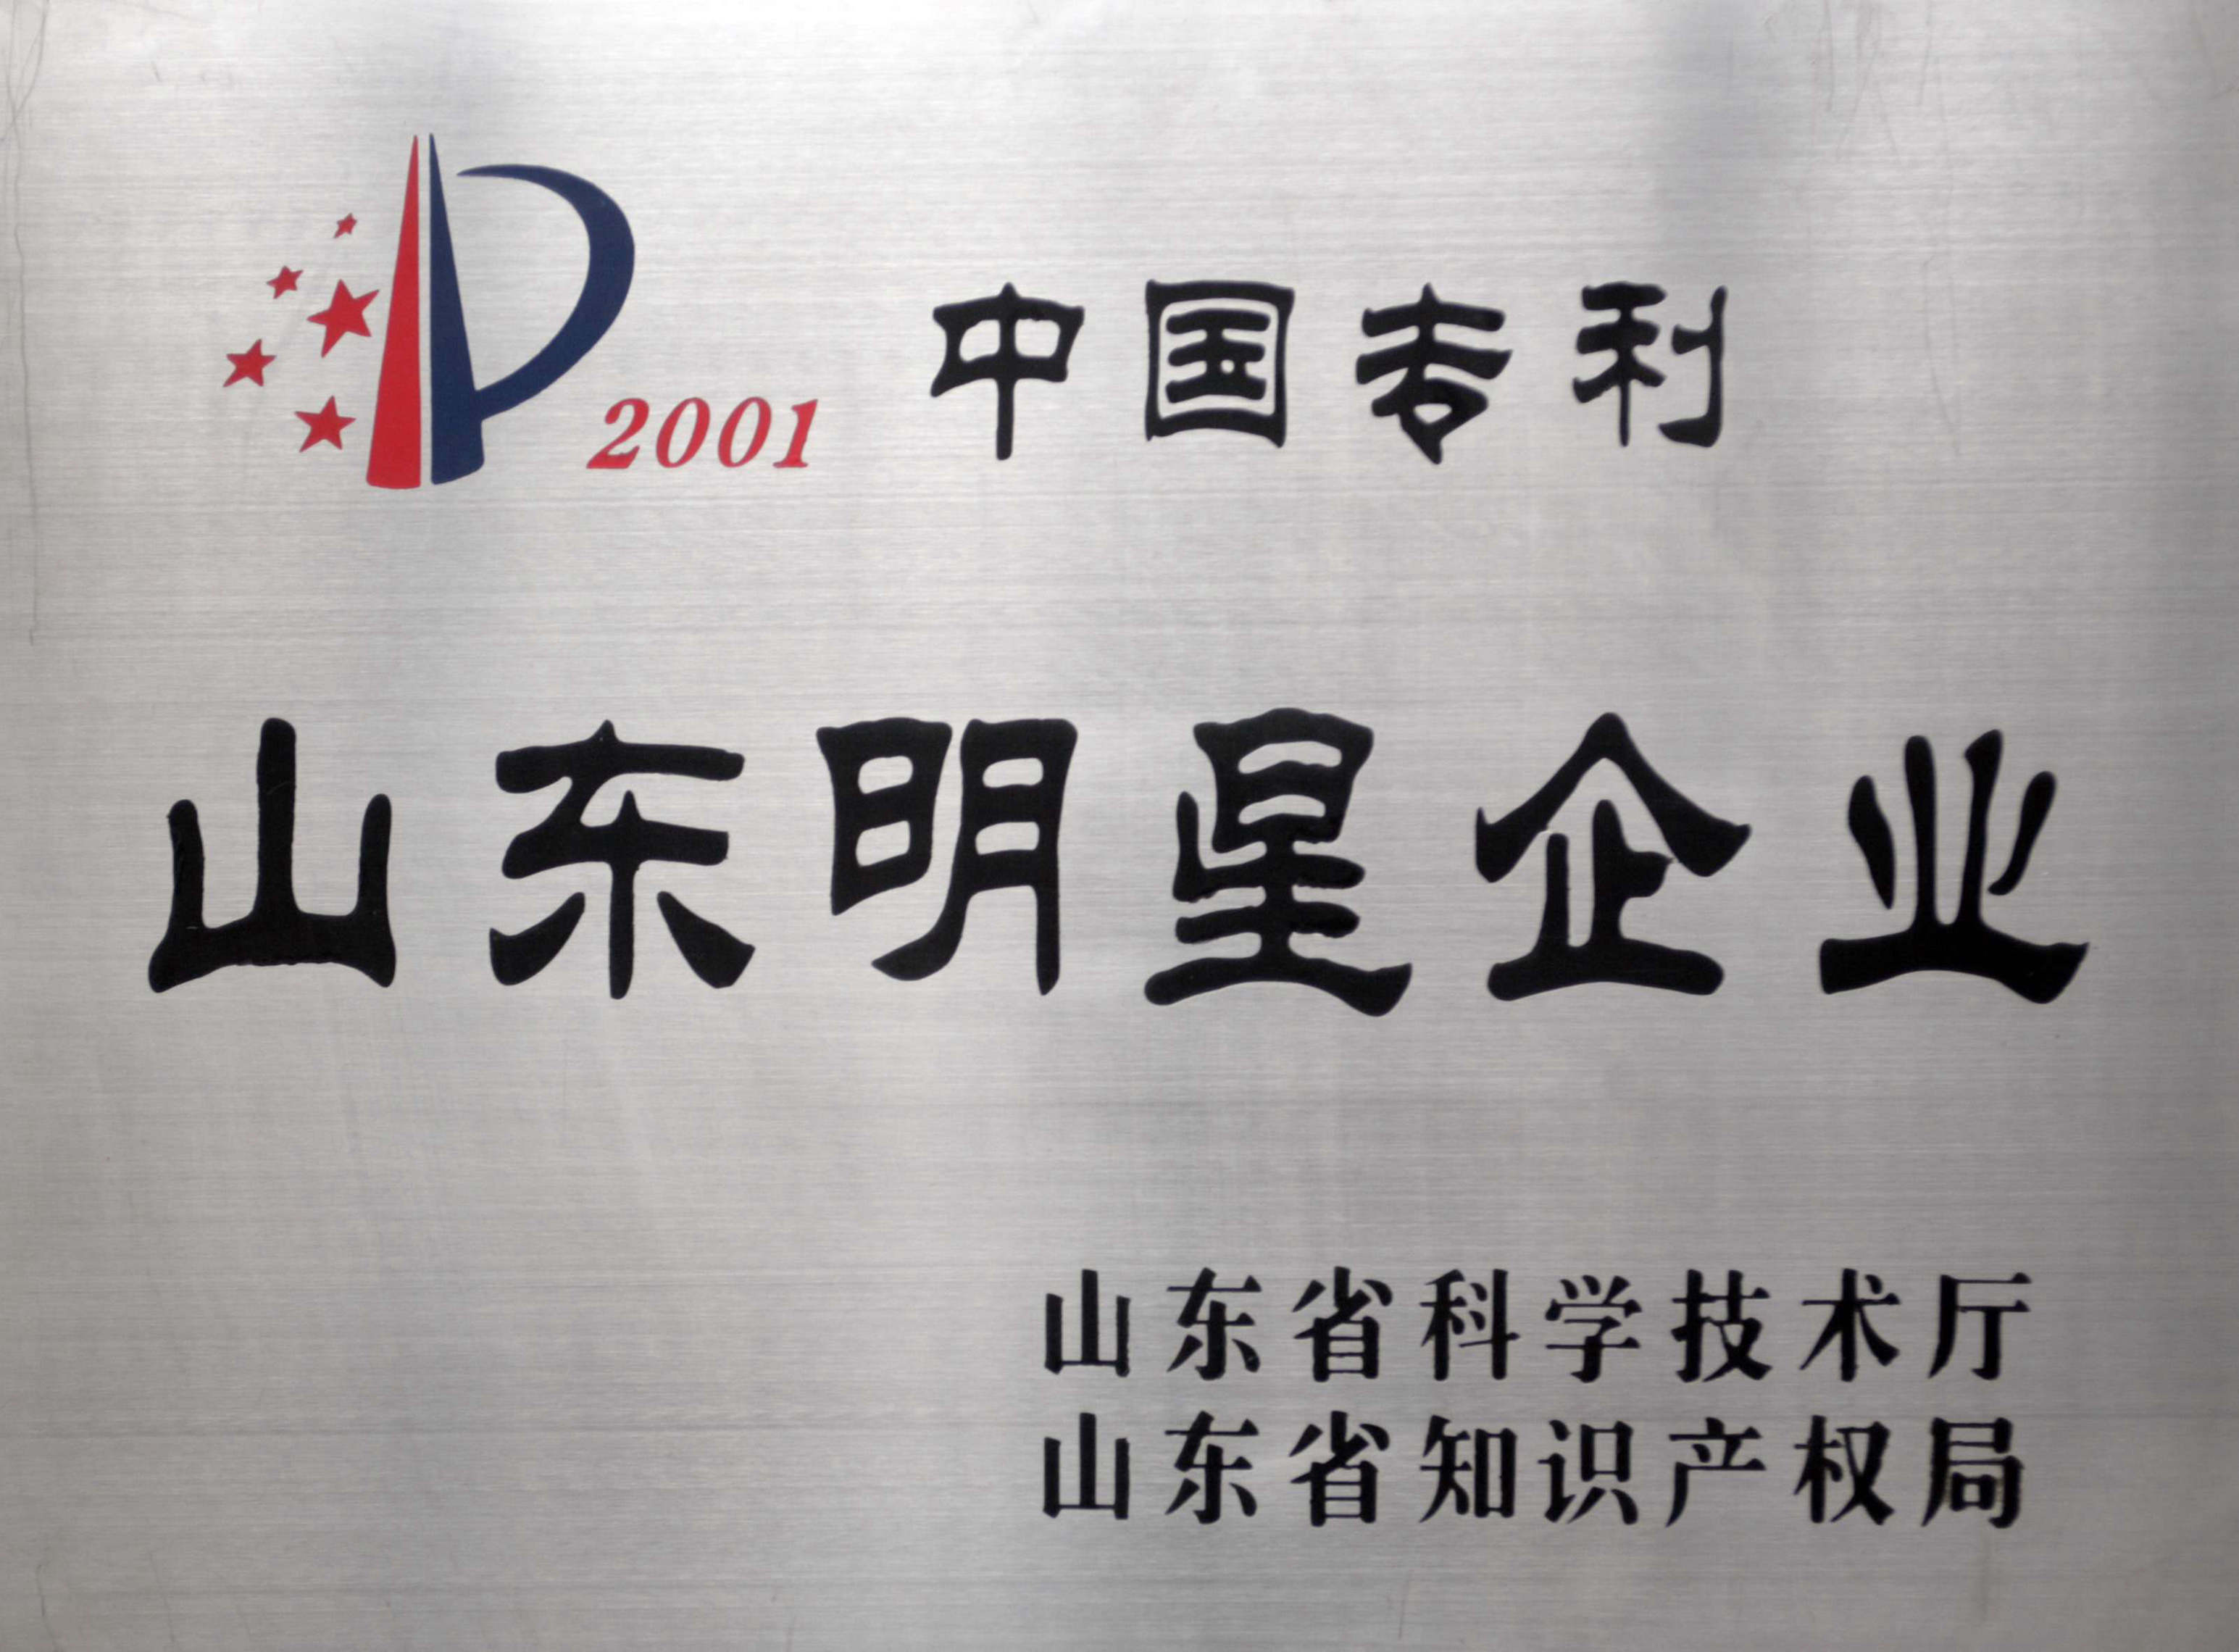 2001 中国专利
山东明星企业
山东省科学技术厅
山东省知识产权局